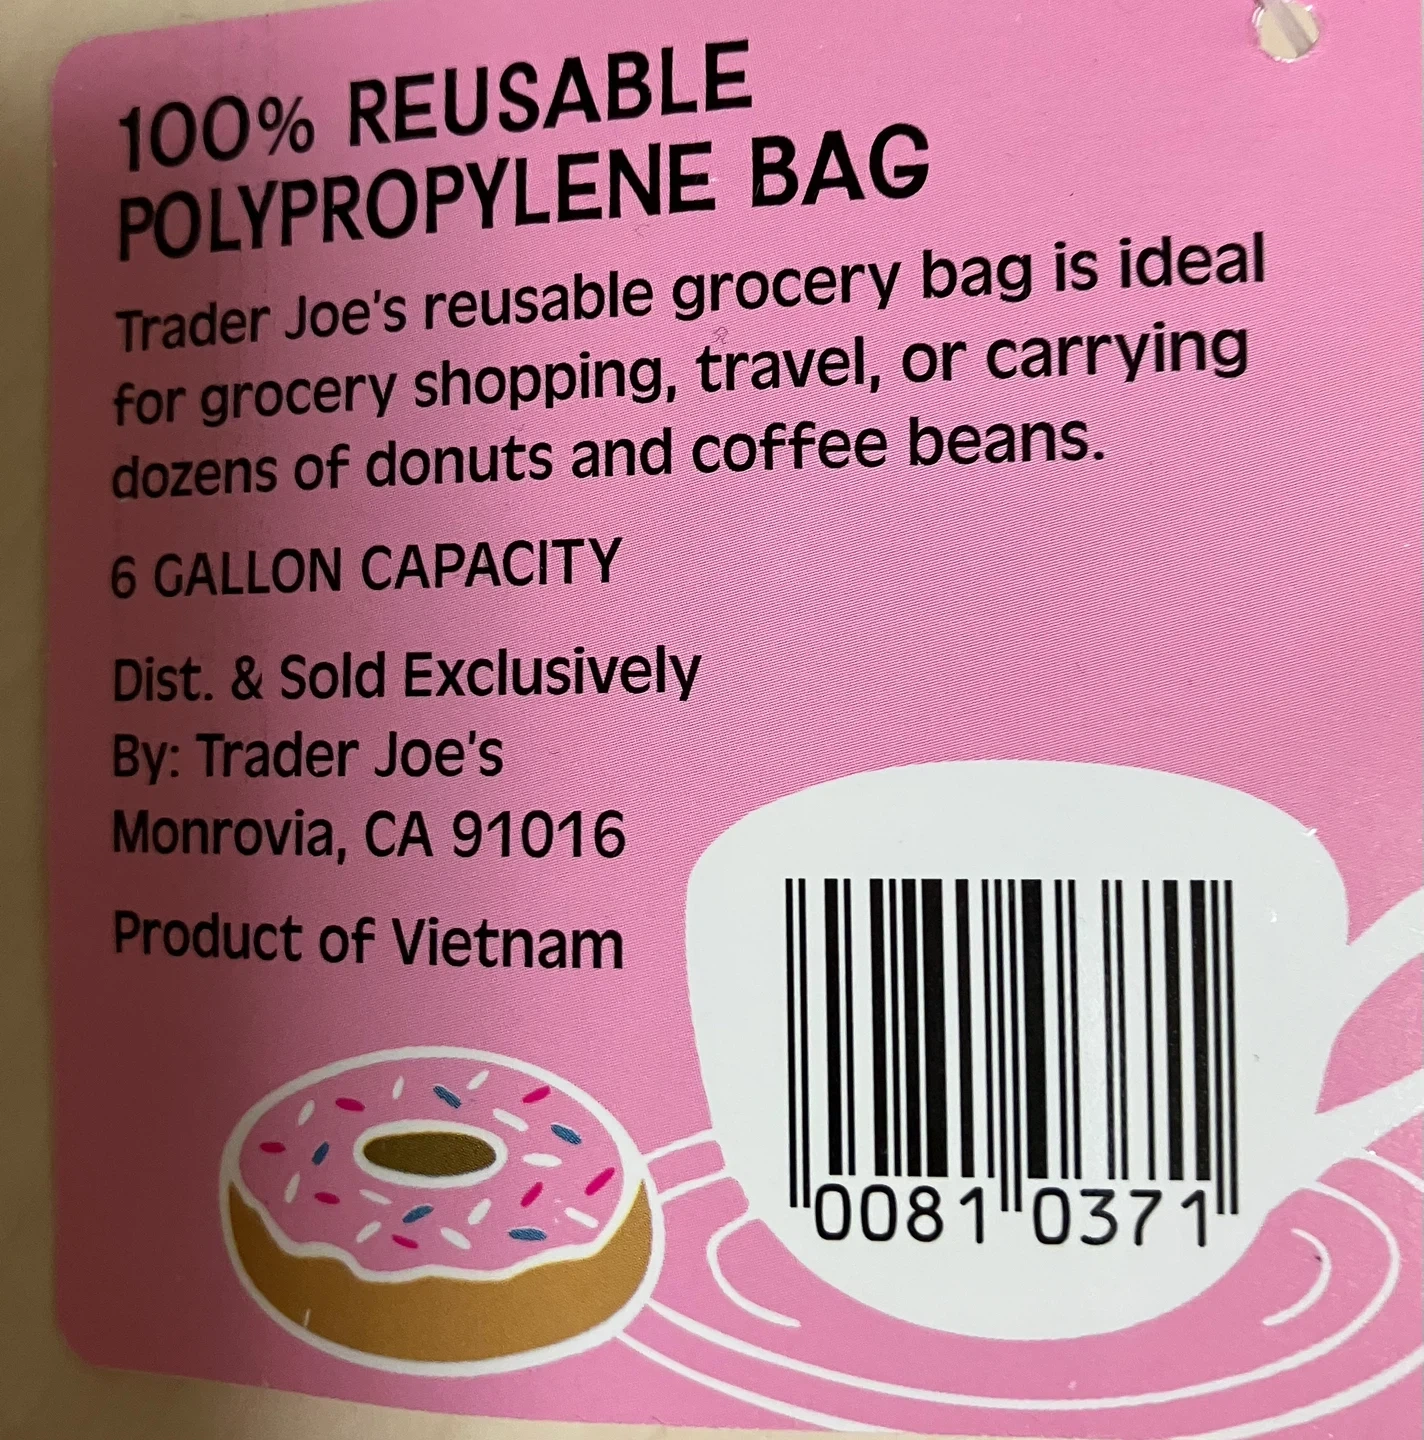 100% REUSABLE
POLYPROPYLENE BAG
Trader Joe's reusable grocery bag is ideal
for grocery shopping, travel, or carrying
dozens of donuts and coffee beans.
6 GALLON CAPACITY
Dist. & Sold Exclusively
By: Trader Joe's
Monrovia, CA 91016
Product of Vietnam
0081 0371